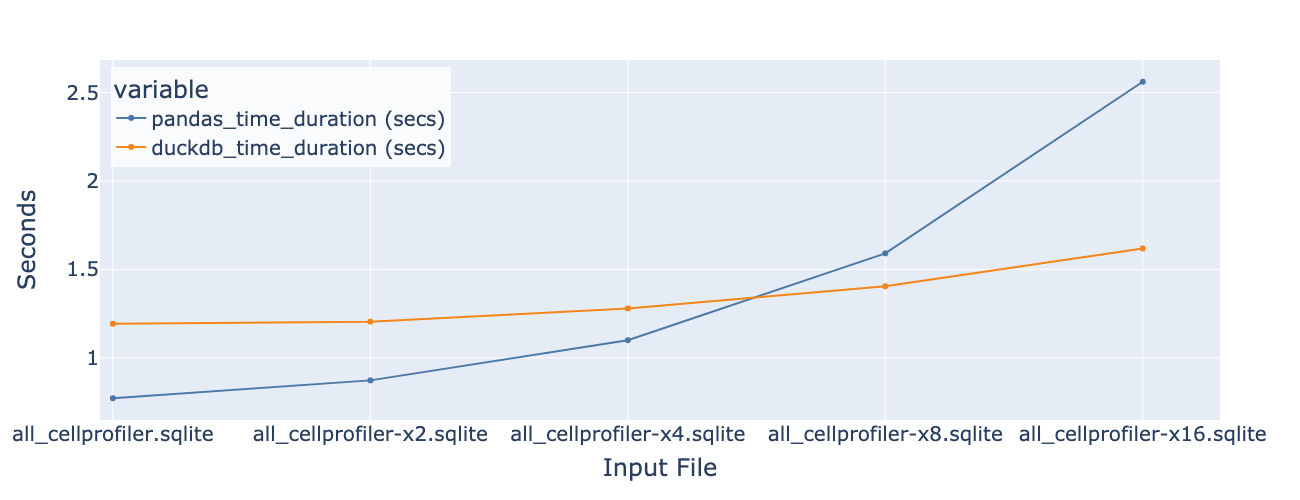 variable
pandas_time_duration (secs)
duckdb_time_duration (secs)
2.5
2
1.5
1
Seconds
all_cellprofiler.sqlite all_cellprofiler-x2.sqlite all_cellprofiler-x4.sqlite all_cellprofiler-x8.sqlite all_cellprofiler-x16.sqlite
Input File